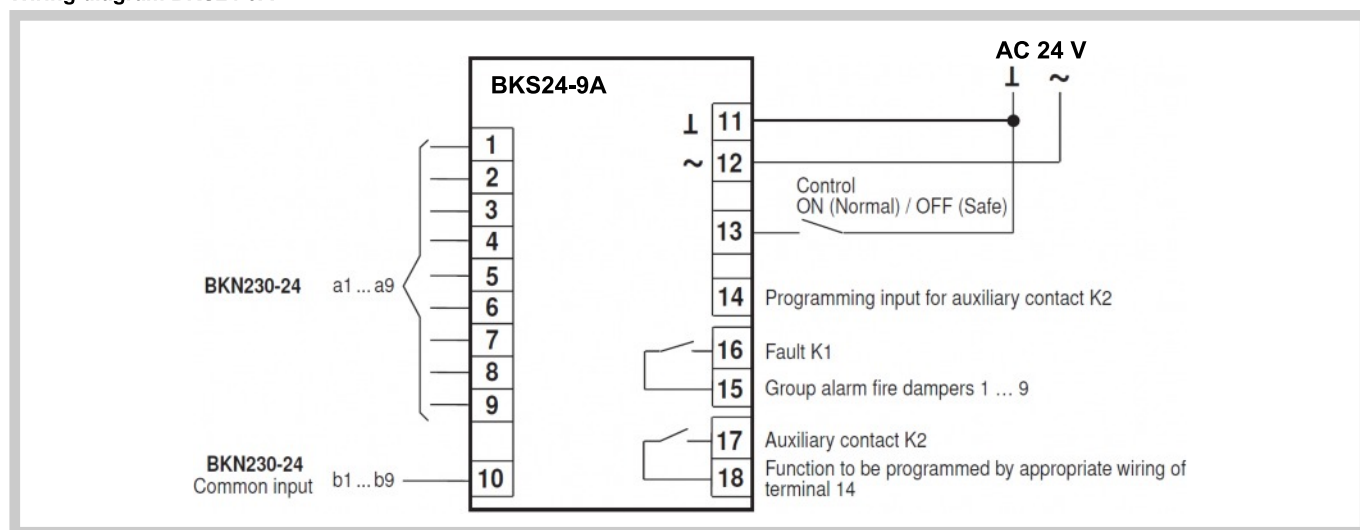 AC 24 V
⊥ ~
BKS24-9A
1
2
3
4
5
6
7
8
9
10
BKN230-24 a1 ... a9
BKN230-24
Common input b1 ... b9
⊥ 11
~ 12
Control
ON (Normal) / OFF (Safe)
13
14 Programming input for auxiliary contact K2
16 Fault K1
15 Group alarm fire dampers 1 ... 9
17 Auxiliary contact K2
18 Function to be programmed by appropriate wiring of
terminal 14